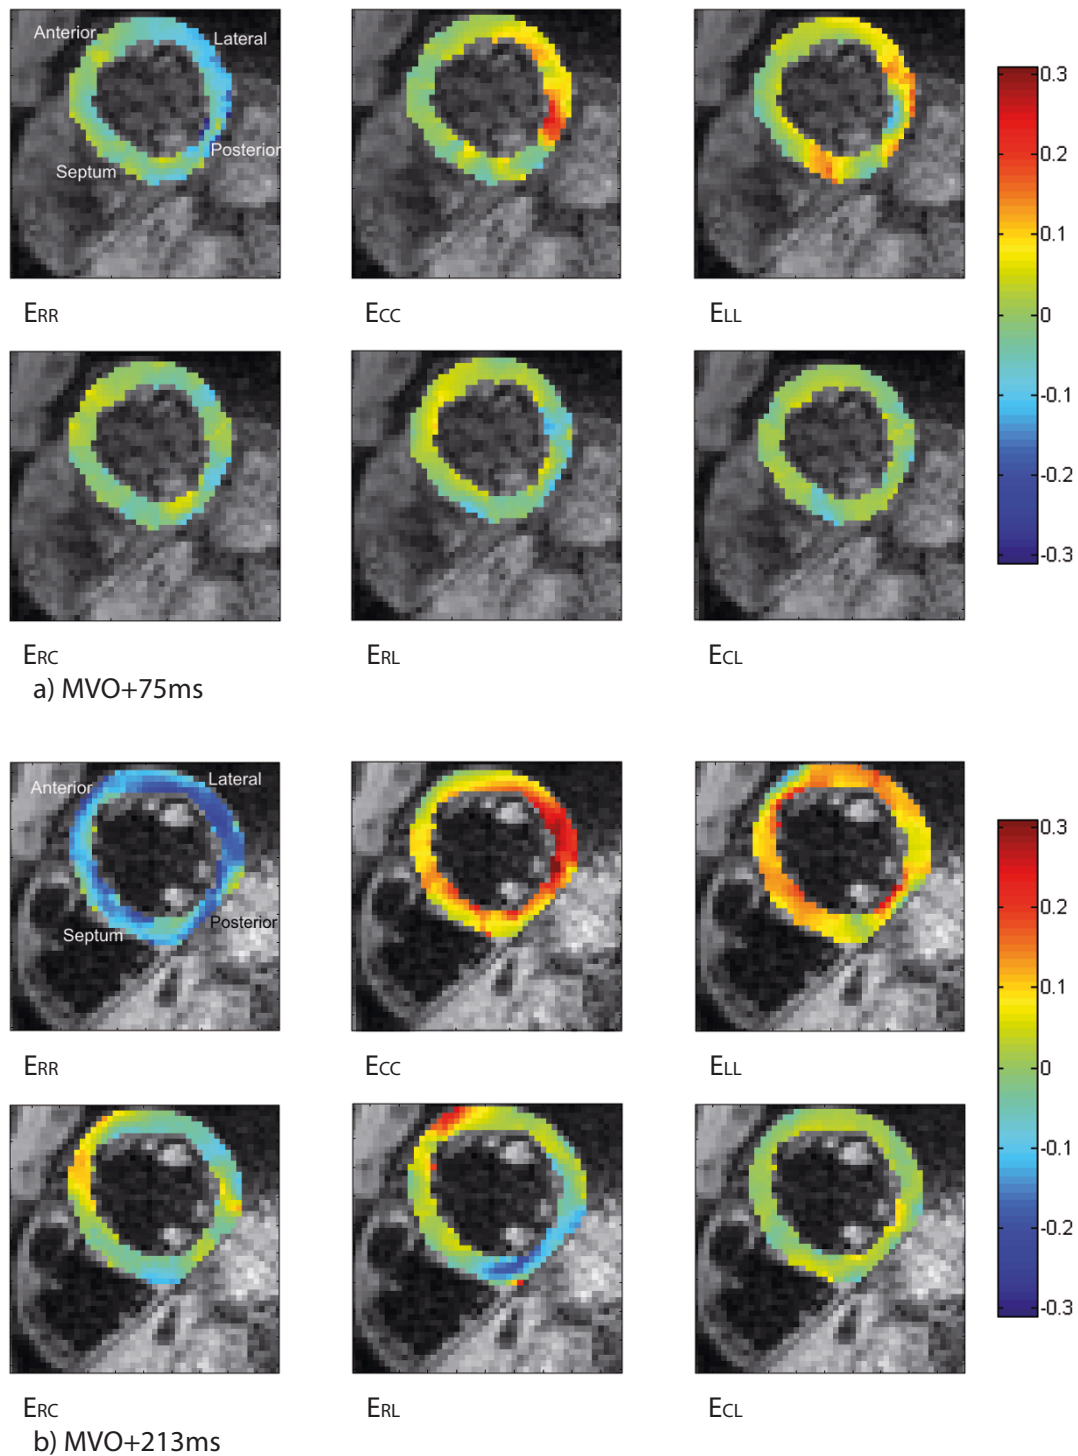 Anterior
Lateral
Posterior
Septum
ERR
ECC
ELL
0.3
0.2
0.1
0
-0.1
-0.2
-0.3
ERC
ERL
ECL
a) MVO+75ms
Anterior
Lateral
Posterior
Septum
ERR
ECC
ELL
0.3
0.2
0.1
0
-0.1
-0.2
-0.3
ERC
ERL
ECL
b) MVO+213ms